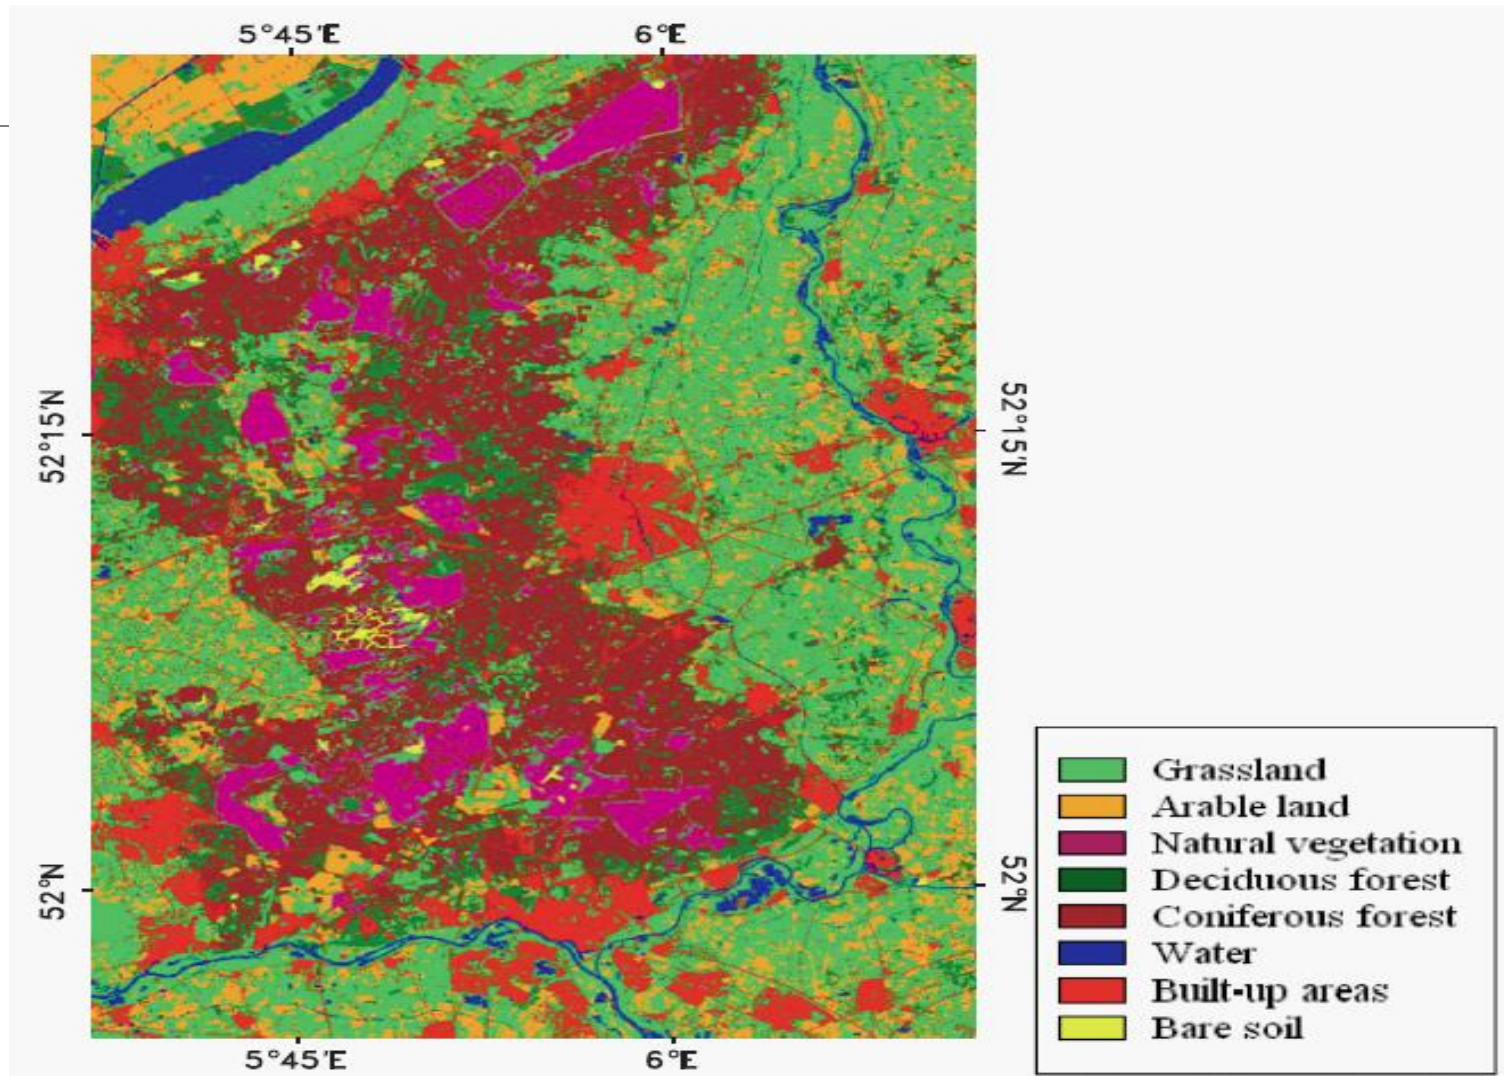 5°45'E 6°E
52°15'N
52°15'N
52°N
52°N
5°45'E 6°E
Grassland
Arable land
Natural vegetation
Deciduous forest
Coniferous forest
Water
Built-up areas
Bare soil